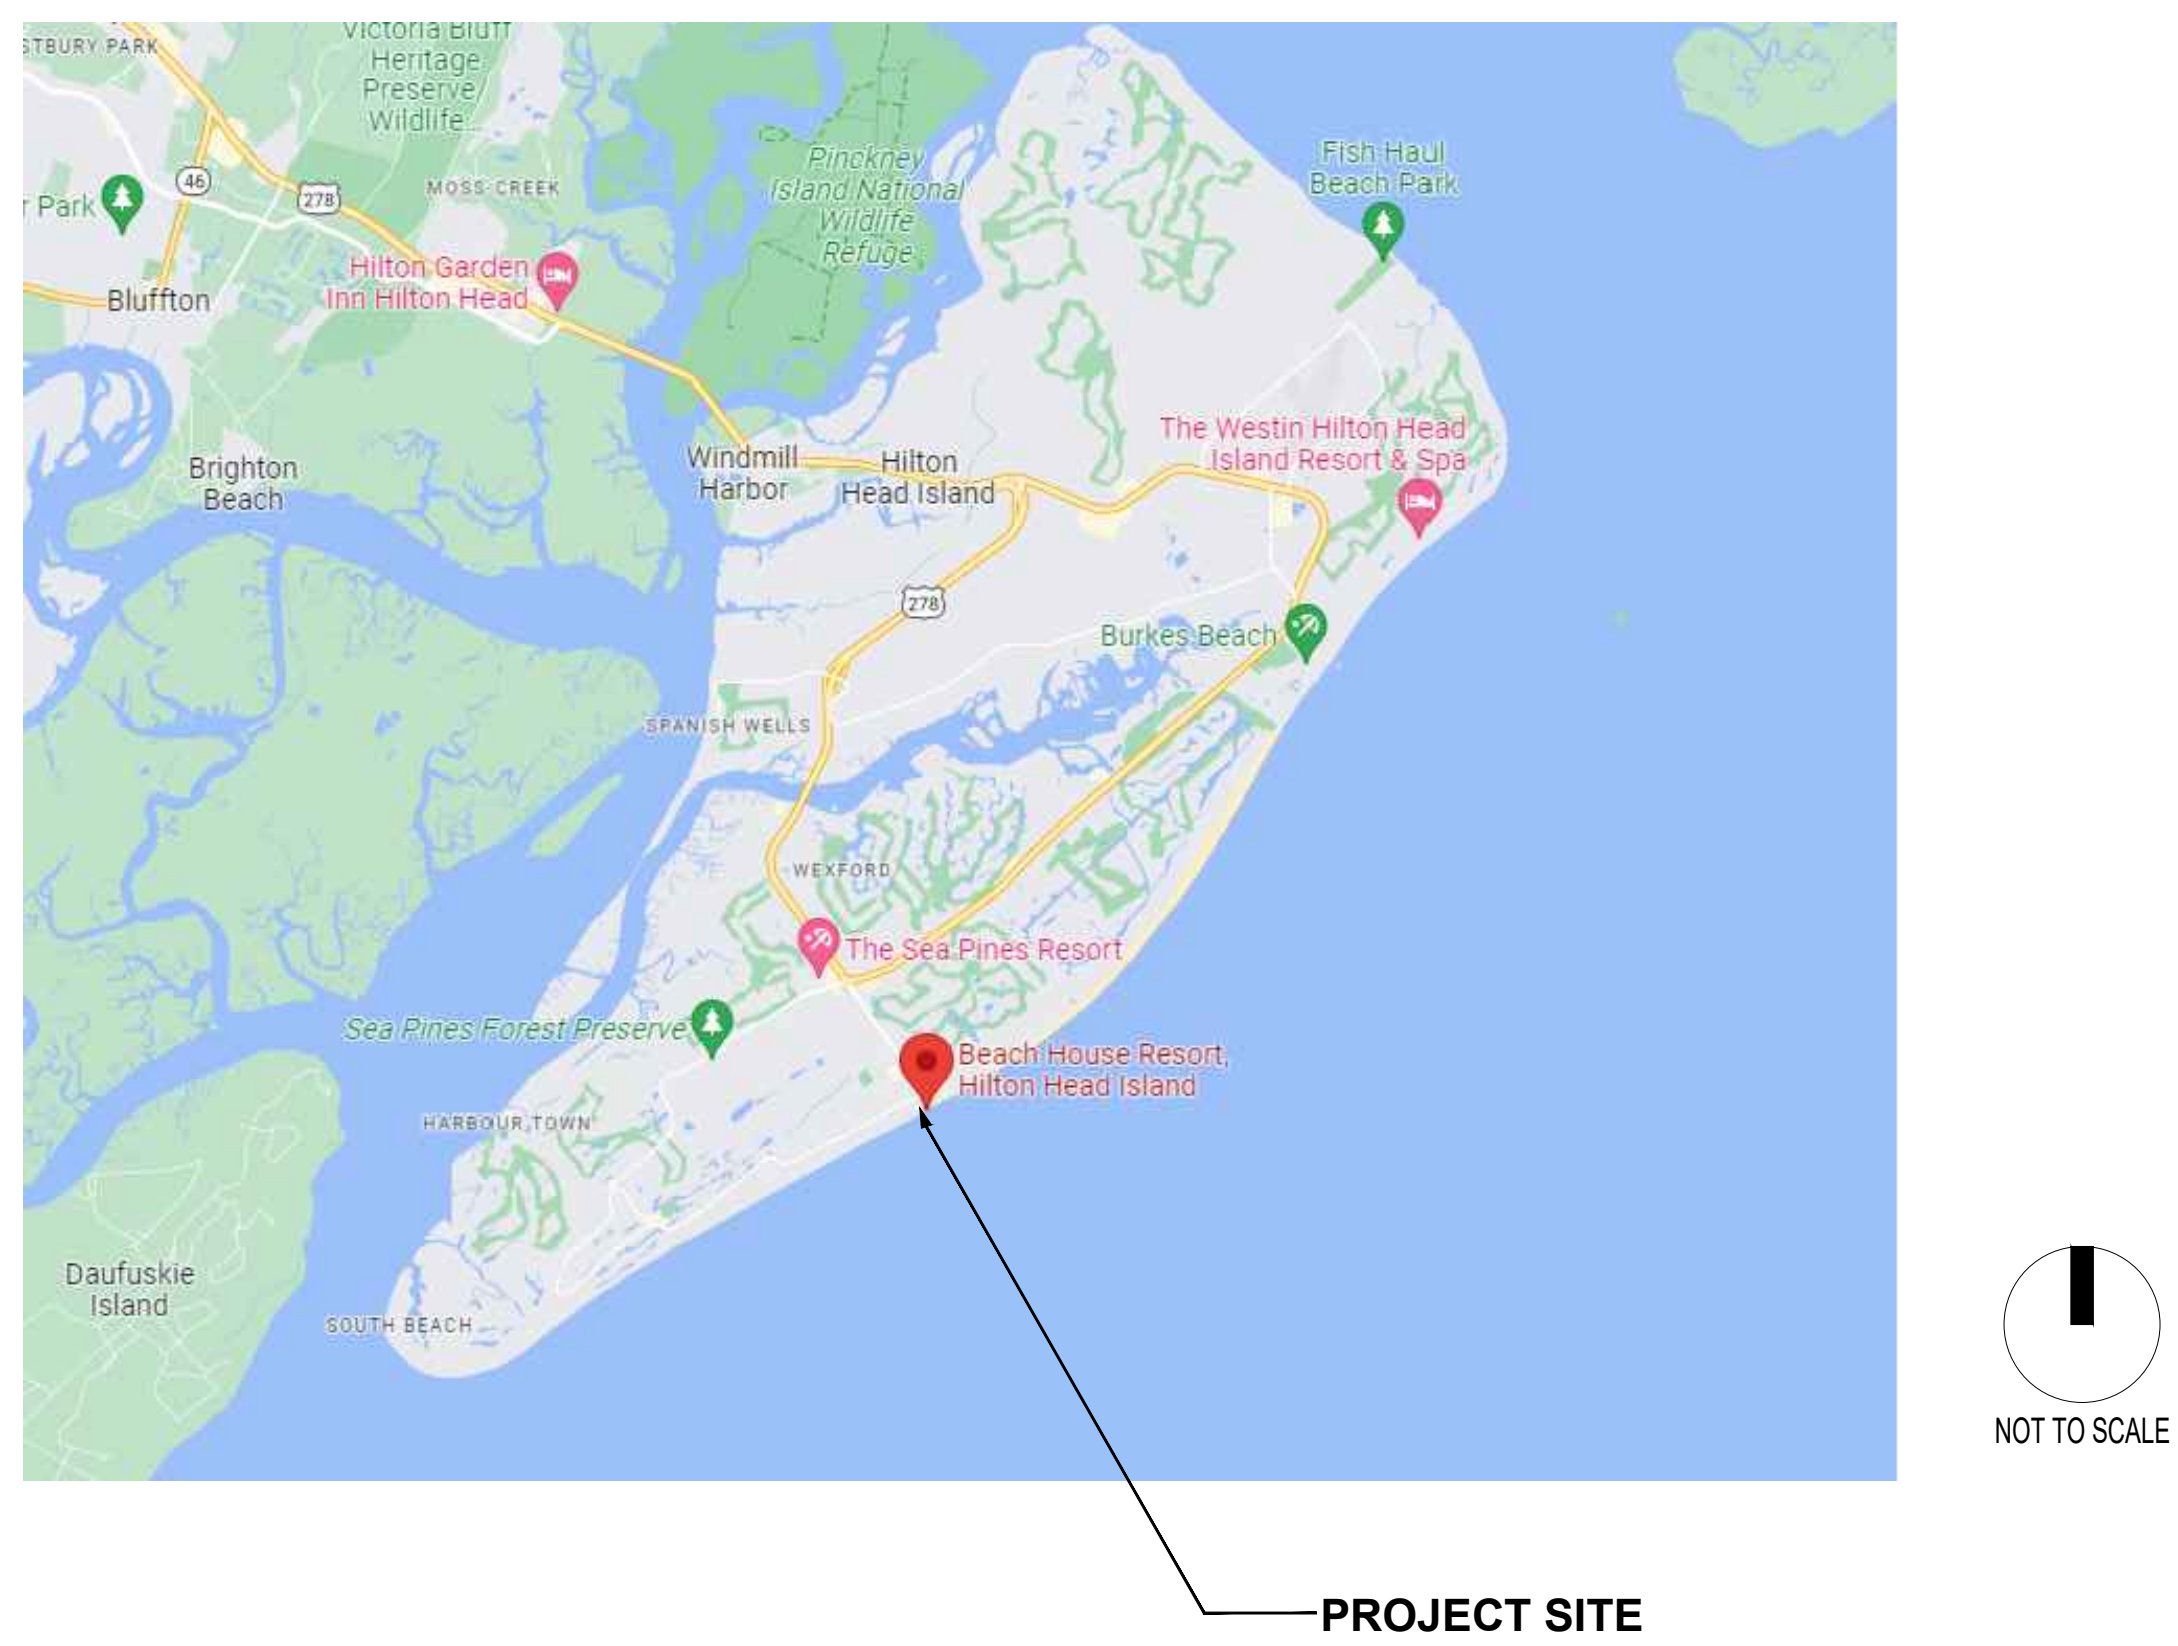 STBURY PARK
Victoria Bluff
Heritage
Preserve/
Wildlife...
46
278
MOSS CREEK
Pinckney
Island National
Wildlife
Refuge
Fish Haul
Beach Park
r Park
Hilton Garden
Inn Hilton Head
Bluffton
The Westin Hilton Head
Island Resort & Spa
Brighton
Beach
Windmill
Harbor
Hilton
Head Island
278
Burkes Beach
SPANISH WELLS
WEXFORD
The Sea Pines Resort
Sea Pines Forest Preserve
Beach House Resort,
Hilton Head Island
HARBOUR TOWN
Daufuskie
Island
SOUTH BEACH
NOT TO SCALE
PROJECT SITE